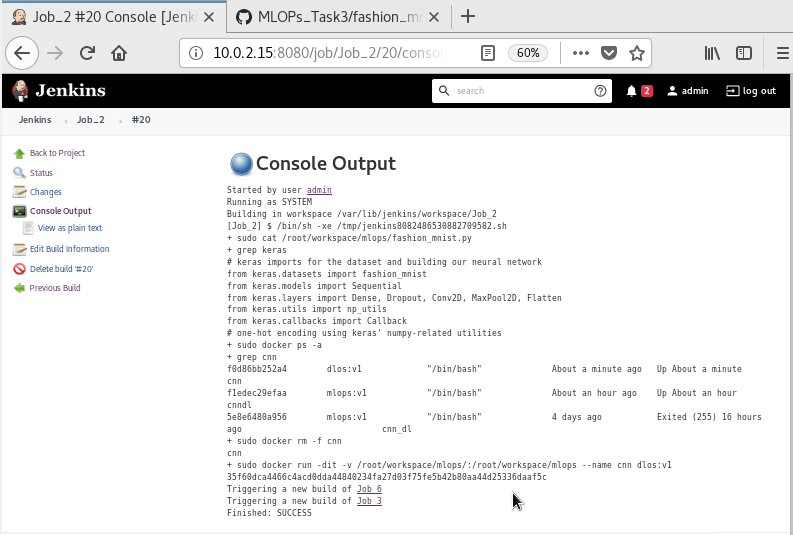 Job_2 #20 Console [Jenki
MLOPs_Task3/fashion_mn
10.0.2.15:8080/job/Job_2/20/conso
60%
Jenkins
search
2
admin
log out
Jenkins
Job_2
#20
Back to Project
Status
Changes
Console Output
View as plain text
Edit Build Information
Delete build '#20'
Previous Build
Console Output
Started by user admin
Running as SYSTEM
Building in workspace /var/lib/jenkins/workspace/Job_2
[Job_2] $ /bin/sh -xe /tmp/jenkins8082486530882709582.sh
+ sudo cat /root/workspace/mlops/fashion_mnist.py
+ grep keras
# keras imports for the dataset and building our neural network
from keras.datasets import fashion_mnist
from keras.models import Sequential
from keras.layers import Dense, Dropout, Conv2D, MaxPool2D, Flatten
from keras.utils import np_utils
from keras.callbacks import Callback
# one-hot encoding using keras' numpy-related utilities
+ sudo docker ps -a
+ grep cnn
f0d86bb252a4 dlos:v1 "/bin/bash" About a minute ago Up About a minute
cnn
f1edec29efaa mlops:v1 "/bin/bash" About an hour ago Up About an hour
cnndl
5e8e6480a956 mlops:v1 "/bin/bash" 4 days ago Exited (255) 16 hours
ago cnn_dl
+ sudo docker rm -f cnn
cnn
+ sudo docker run -dit -v /root/workspace/mlops/:/root/workspace/mlops --name cnn dlos:v1
35f60dca4466c4acd0dda44840234fa27d03f75fe5b42b80aa44d25336daaf5c
Triggering a new build of Job_6
Triggering a new build of Job_3
Finished: SUCCESS